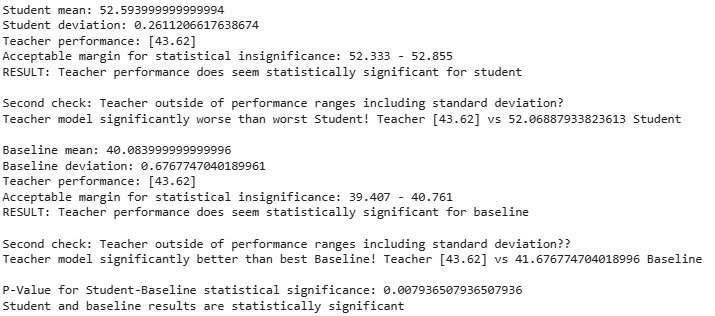 Student mean: 52.593999999999994
Student deviation: 0.2611206617638674
Teacher performance: [43.62]
Acceptable margin for statistical insignificance: 52.333 - 52.855
RESULT: Teacher performance does seem statistically significant for student
Second check: Teacher outside of performance ranges including standard deviation?
Teacher model significantly worse than worst Student! Teacher [43.62] vs 52.06887933823613 Student
Baseline mean: 40.083999999999996
Baseline deviation: 0.6767747040189961
Teacher performance: [43.62]
Acceptable margin for statistical insignificance: 39.407 - 40.761
RESULT: Teacher performance does seem statistically significant for baseline
Second check: Teacher outside of performance ranges including standard deviation??
Teacher model significantly better than best Baseline! Teacher [43.62] vs 41.676774704018996 Baseline
P-Value for Student-Baseline statistical significance: 0.007936507936507936
Student and baseline results are statistically significant